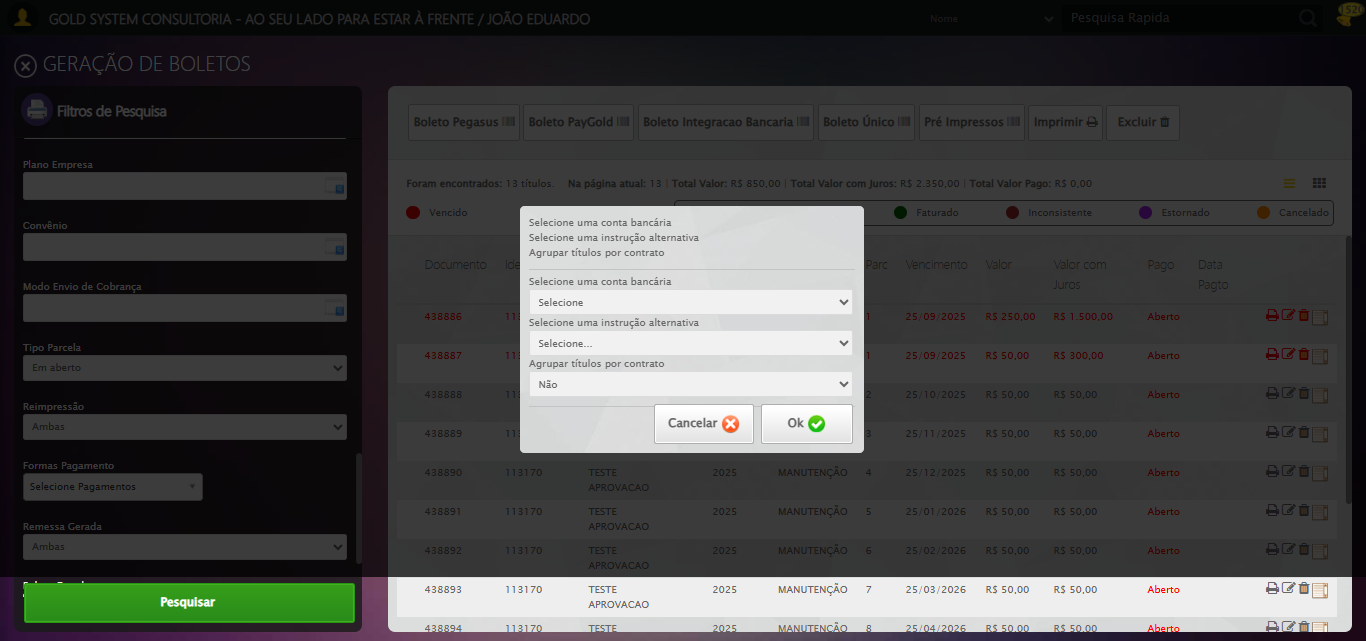 GOLD SYSTEM CONSULTORIA - AO SEU LADO PARA ESTAR À FRENTE / JOÃO EDUARDO
Nome
Pesquisa Rapida
GERAÇÃO DE BOLETOS
Filtros de Pesquisa
Plano Empresa
Convênio
Modo Envio de Cobrança
Tipo Parcela
Em aberto
Reimpressão
Ambas
Formas Pagamento
Selecione Pagamentos
Remessa Gerada
Ambas
Pesquisar
Boleto Pegasus
Boleto PayGold
Boleto Integracao Bancaria
Boleto Único
Pré Impressos
Imprimir
Excluir
Foram encontrados: 13 títulos. Na página atual: 13 | Total Valor: R$ 850,00 | Total Valor com Juros: R$ 2.350,00 | Total Valor Pago: R$ 0,00
Vencido
Faturado
Inconsistente
Estornado
Cancelado
Selecione uma conta bancária
Selecione uma instrução alternativa
Agrupar títulos por contrato
Selecione uma conta bancária
Selecione
Selecione uma instrução alternativa
Selecione...
Agrupar títulos por contrato
Não
Cancelar
Ok
Documento Parc Vencimento Valor Valor com Juros Pago Data Pagto
438886 1 25/09/2025 R$ 250,00 R$ 1.500,00 Aberto
438887 1 25/09/2025 R$ 50,00 R$ 300,00 Aberto
438888 2 25/10/2025 R$ 50,00 R$ 50,00 Aberto
438889 3 25/11/2025 R$ 50,00 R$ 50,00 Aberto
438890 113170 TESTE APROVACAO 2025 MANUTENÇÃO 4 25/12/2025 R$ 50,00 R$ 50,00 Aberto
438891 113170 TESTE APROVACAO 2025 MANUTENÇÃO 5 25/01/2026 R$ 50,00 R$ 50,00 Aberto
438892 113170 TESTE APROVACAO 2025 MANUTENÇÃO 6 25/02/2026 R$ 50,00 R$ 50,00 Aberto
438893 113170 TESTE APROVACAO 2025 MANUTENÇÃO 7 25/03/2026 R$ 50,00 R$ 50,00 Aberto
438894 113170 TESTE 2025 MANUTENÇÃO 8 25/04/2026 R$ 50,00 R$ 50,00 Aberto